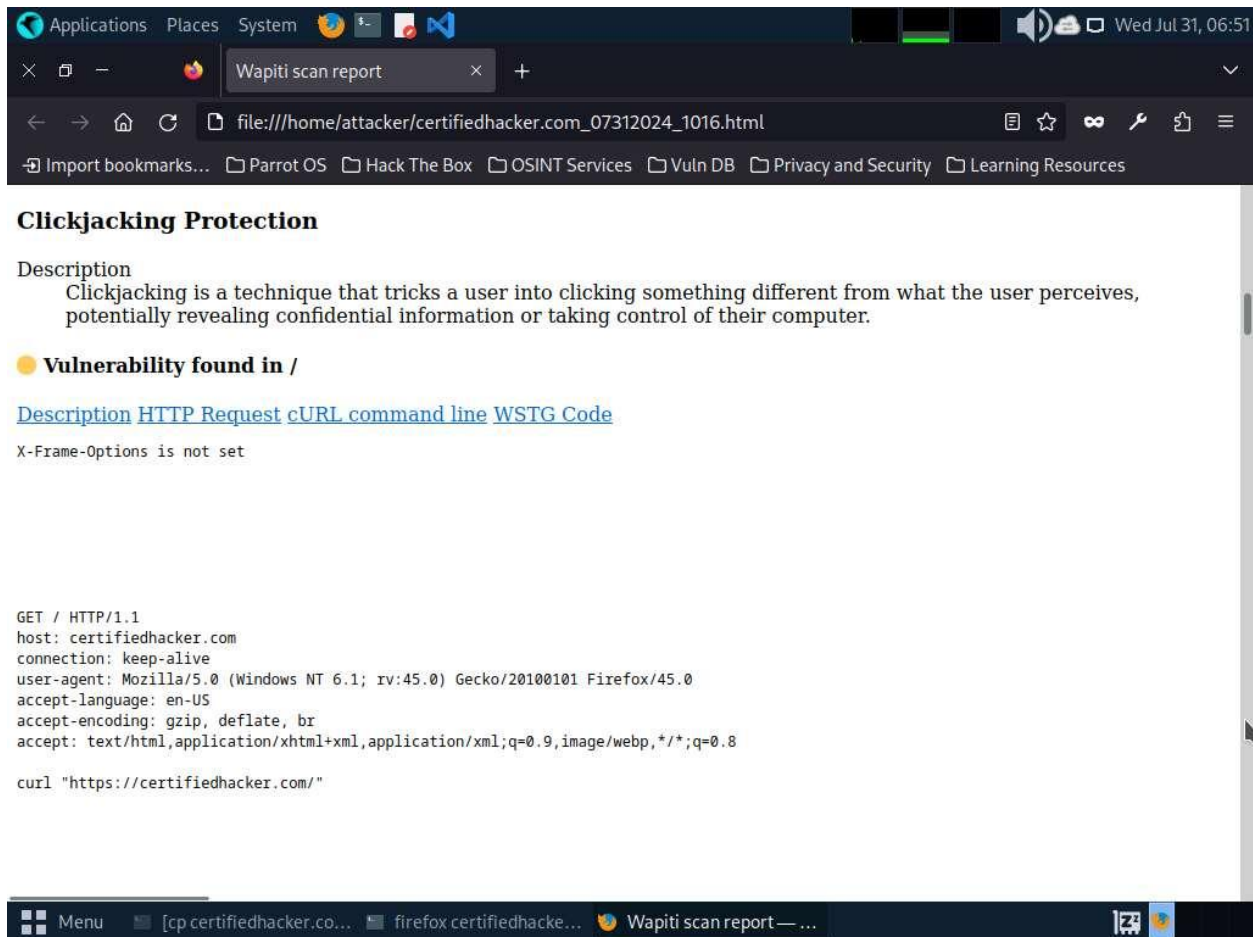 Applications Places System Wed Jul 31, 06:51
Wapiti scan report
file:///home/attacker/certifiedhacker.com_07312024_1016.html
Import bookmarks... Parrot OS Hack The Box OSINT Services Vuln DB Privacy and Security Learning Resources
Clickjacking Protection
Description
Clickjacking is a technique that tricks a user into clicking something different from what the user perceives,
potentially revealing confidential information or taking control of their computer.
Vulnerability found in /
Description HTTP Request cURL command line WSTG Code
X-Frame-Options is not set
GET / HTTP/1.1
host: certifiedhacker.com
connection: keep-alive
user-agent: Mozilla/5.0 (Windows NT 6.1; rv:45.0) Gecko/20100101 Firefox/45.0
accept-language: en-US
accept-encoding: gzip, deflate, br
accept: text/html,application/xhtml+xml,application/xml;q=0.9,image/webp,*/*;q=0.8
curl "https://certifiedhacker.com/"
Menu [cp certifiedhacker.co... firefox certifiedhacke... Wapiti scan report — ...